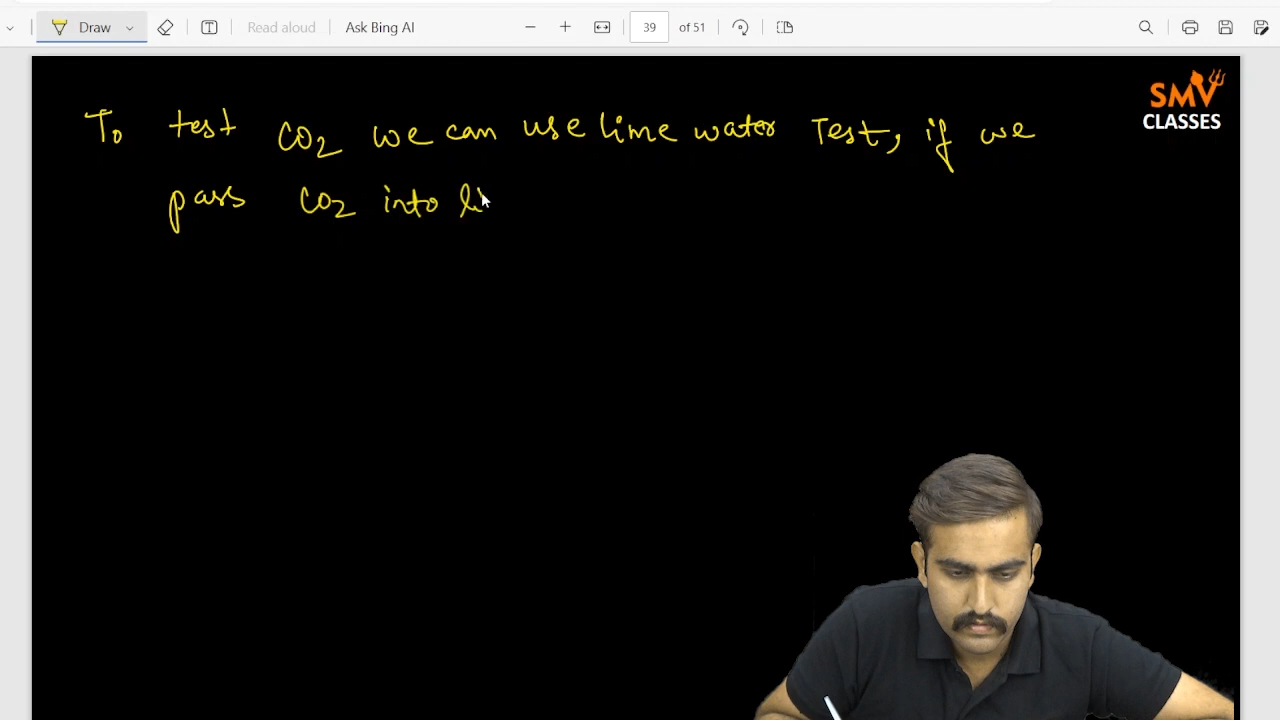 Draw
Read aloud
Ask Bing AI
39 of 51
SMV
CLASSES
To test CO2 we can use lime water Test, if we
pass CO2 into li